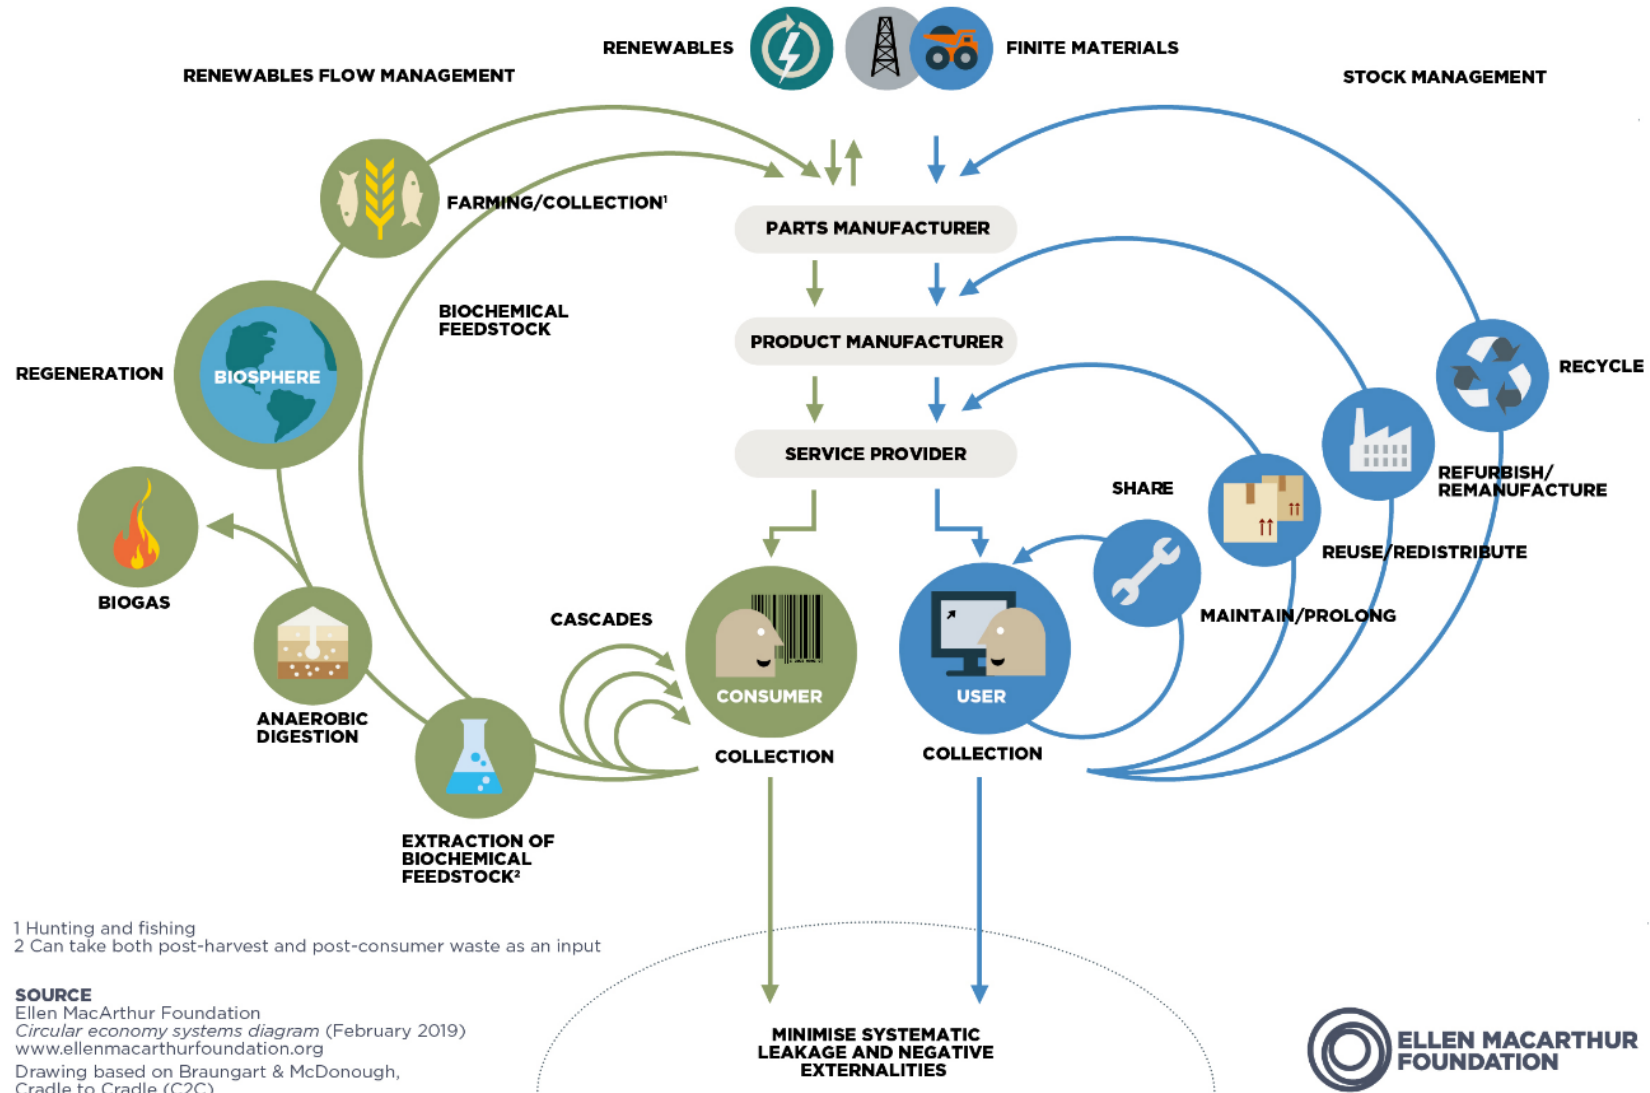 RENEWABLES
FINITE MATERIALS
RENEWABLES FLOW MANAGEMENT
STOCK MANAGEMENT
FARMING/COLLECTION¹
PARTS MANUFACTURER
BIOCHEMICAL
FEEDSTOCK
PRODUCT MANUFACTURER
REGENERATION
BIOSPHERE
RECYCLE
SERVICE PROVIDER
SHARE
REFURBISH/
REMANUFACTURE
REUSE/REDISTRIBUTE
BIOGAS
CASCADES
MAINTAIN/PROLONG
CONSUMER
USER
ANAEROBIC
DIGESTION
COLLECTION
COLLECTION
EXTRACTION OF
BIOCHEMICAL
FEEDSTOCK²
1 Hunting and fishing
2 Can take both post-harvest and post-consumer waste as an input
SOURCE
Ellen MacArthur Foundation
Circular economy systems diagram (February 2019)
www.ellenmacarthurfoundation.org
Drawing based on Braungart & McDonough,
Cradle to Cradle (C2C)
MINIMISE SYSTEMATIC
LEAKAGE AND NEGATIVE
EXTERNALITIES
ELLEN MACARTHUR
FOUNDATION